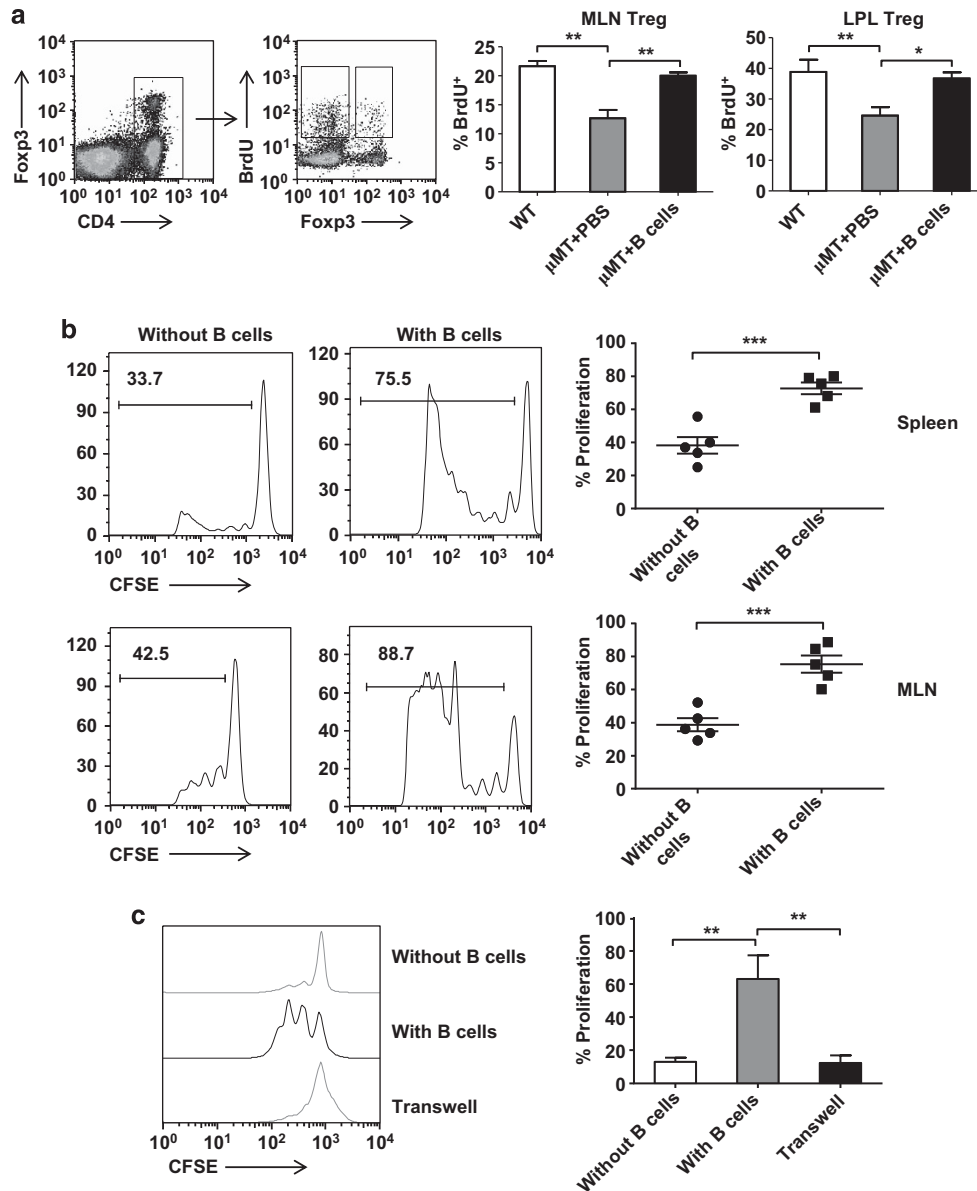 a
10⁴
10³
10²
10¹
10⁰
Foxp3
10⁰ 10¹ 10² 10³ 10⁴
CD4
10⁴
10³
10²
10¹
10⁰
BrdU
10⁰ 10¹ 10² 10³ 10⁴
Foxp3
MLN Treg
% BrdU⁺
25
20
15
10
5
0
** **
WT
μMT+PBS
μMT+B cells
LPL Treg
% BrdU⁺
50
40
30
20
10
0
** *
WT
μMT+PBS
μMT+B cells
b
Without B cells
120
90
60
30
0
33.7
10⁰ 10¹ 10² 10³ 10⁴
CFSE
With B cells
120
90
60
30
0
75.5
10⁰ 10¹ 10² 10³ 10⁴
% Proliferation
100
80
60
40
20
0
***
Without B
cells
With B cells
Spleen
120
90
60
30
0
42.5
10⁰ 10¹ 10² 10³ 10⁴
CFSE
80
60
40
20
0
88.7
10⁰ 10¹ 10² 10³ 10⁴
% Proliferation
100
80
60
40
20
0
***
Without B
cells
With B cells
MLN
c
Without B cells
With B cells
Transwell
10⁰ 10¹ 10² 10³ 10⁴
CFSE
% Proliferation
100
80
60
40
20
0
** **
Without B cells
With B cells
Transwell